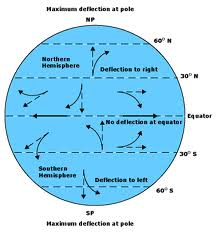 Maximum deflection at pole
NP
60° N
Northern
Hemisphere
Deflection to right
30° N
Equator
No deflection at equator
30° S
Southern
Hemisphere
Deflection to left
60° S
SP
Maximum deflection at pole